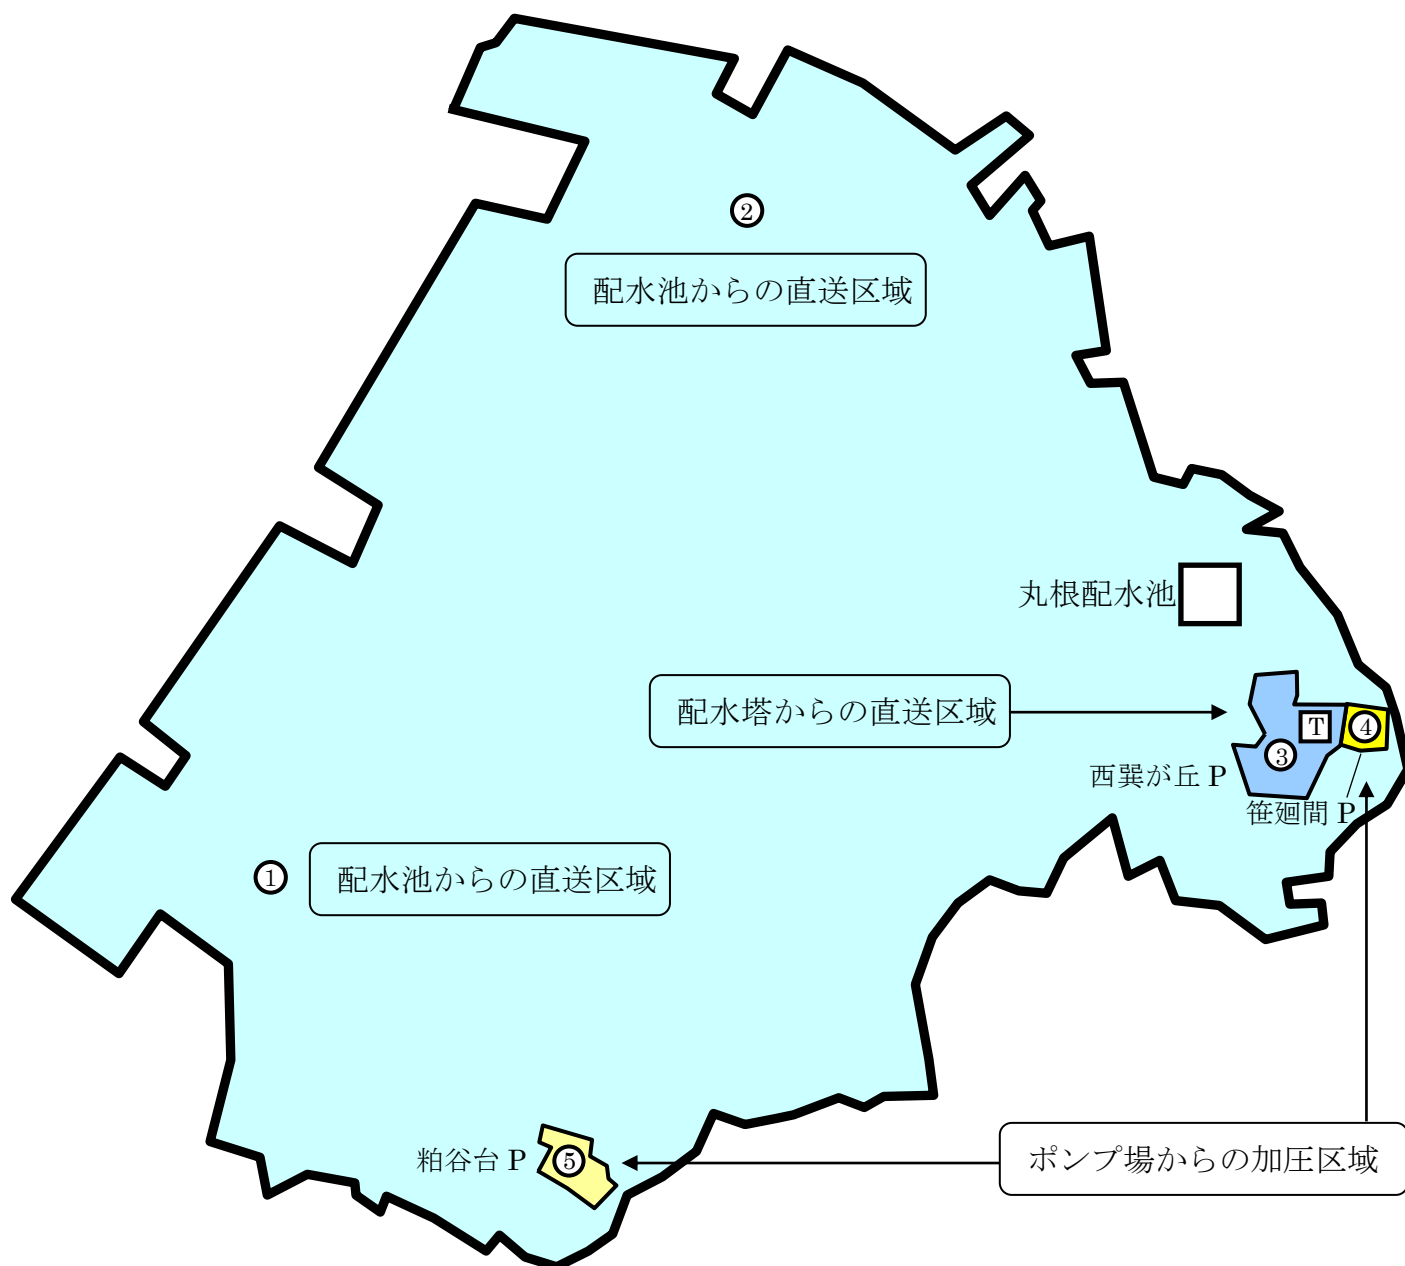 ②
配水池からの直送区域
丸根配水池
配水塔からの直送区域
T
④
③
西巽が丘 P
笹廻間 P
①
配水池からの直送区域
粕谷台 P
⑤
ポンプ場からの加圧区域